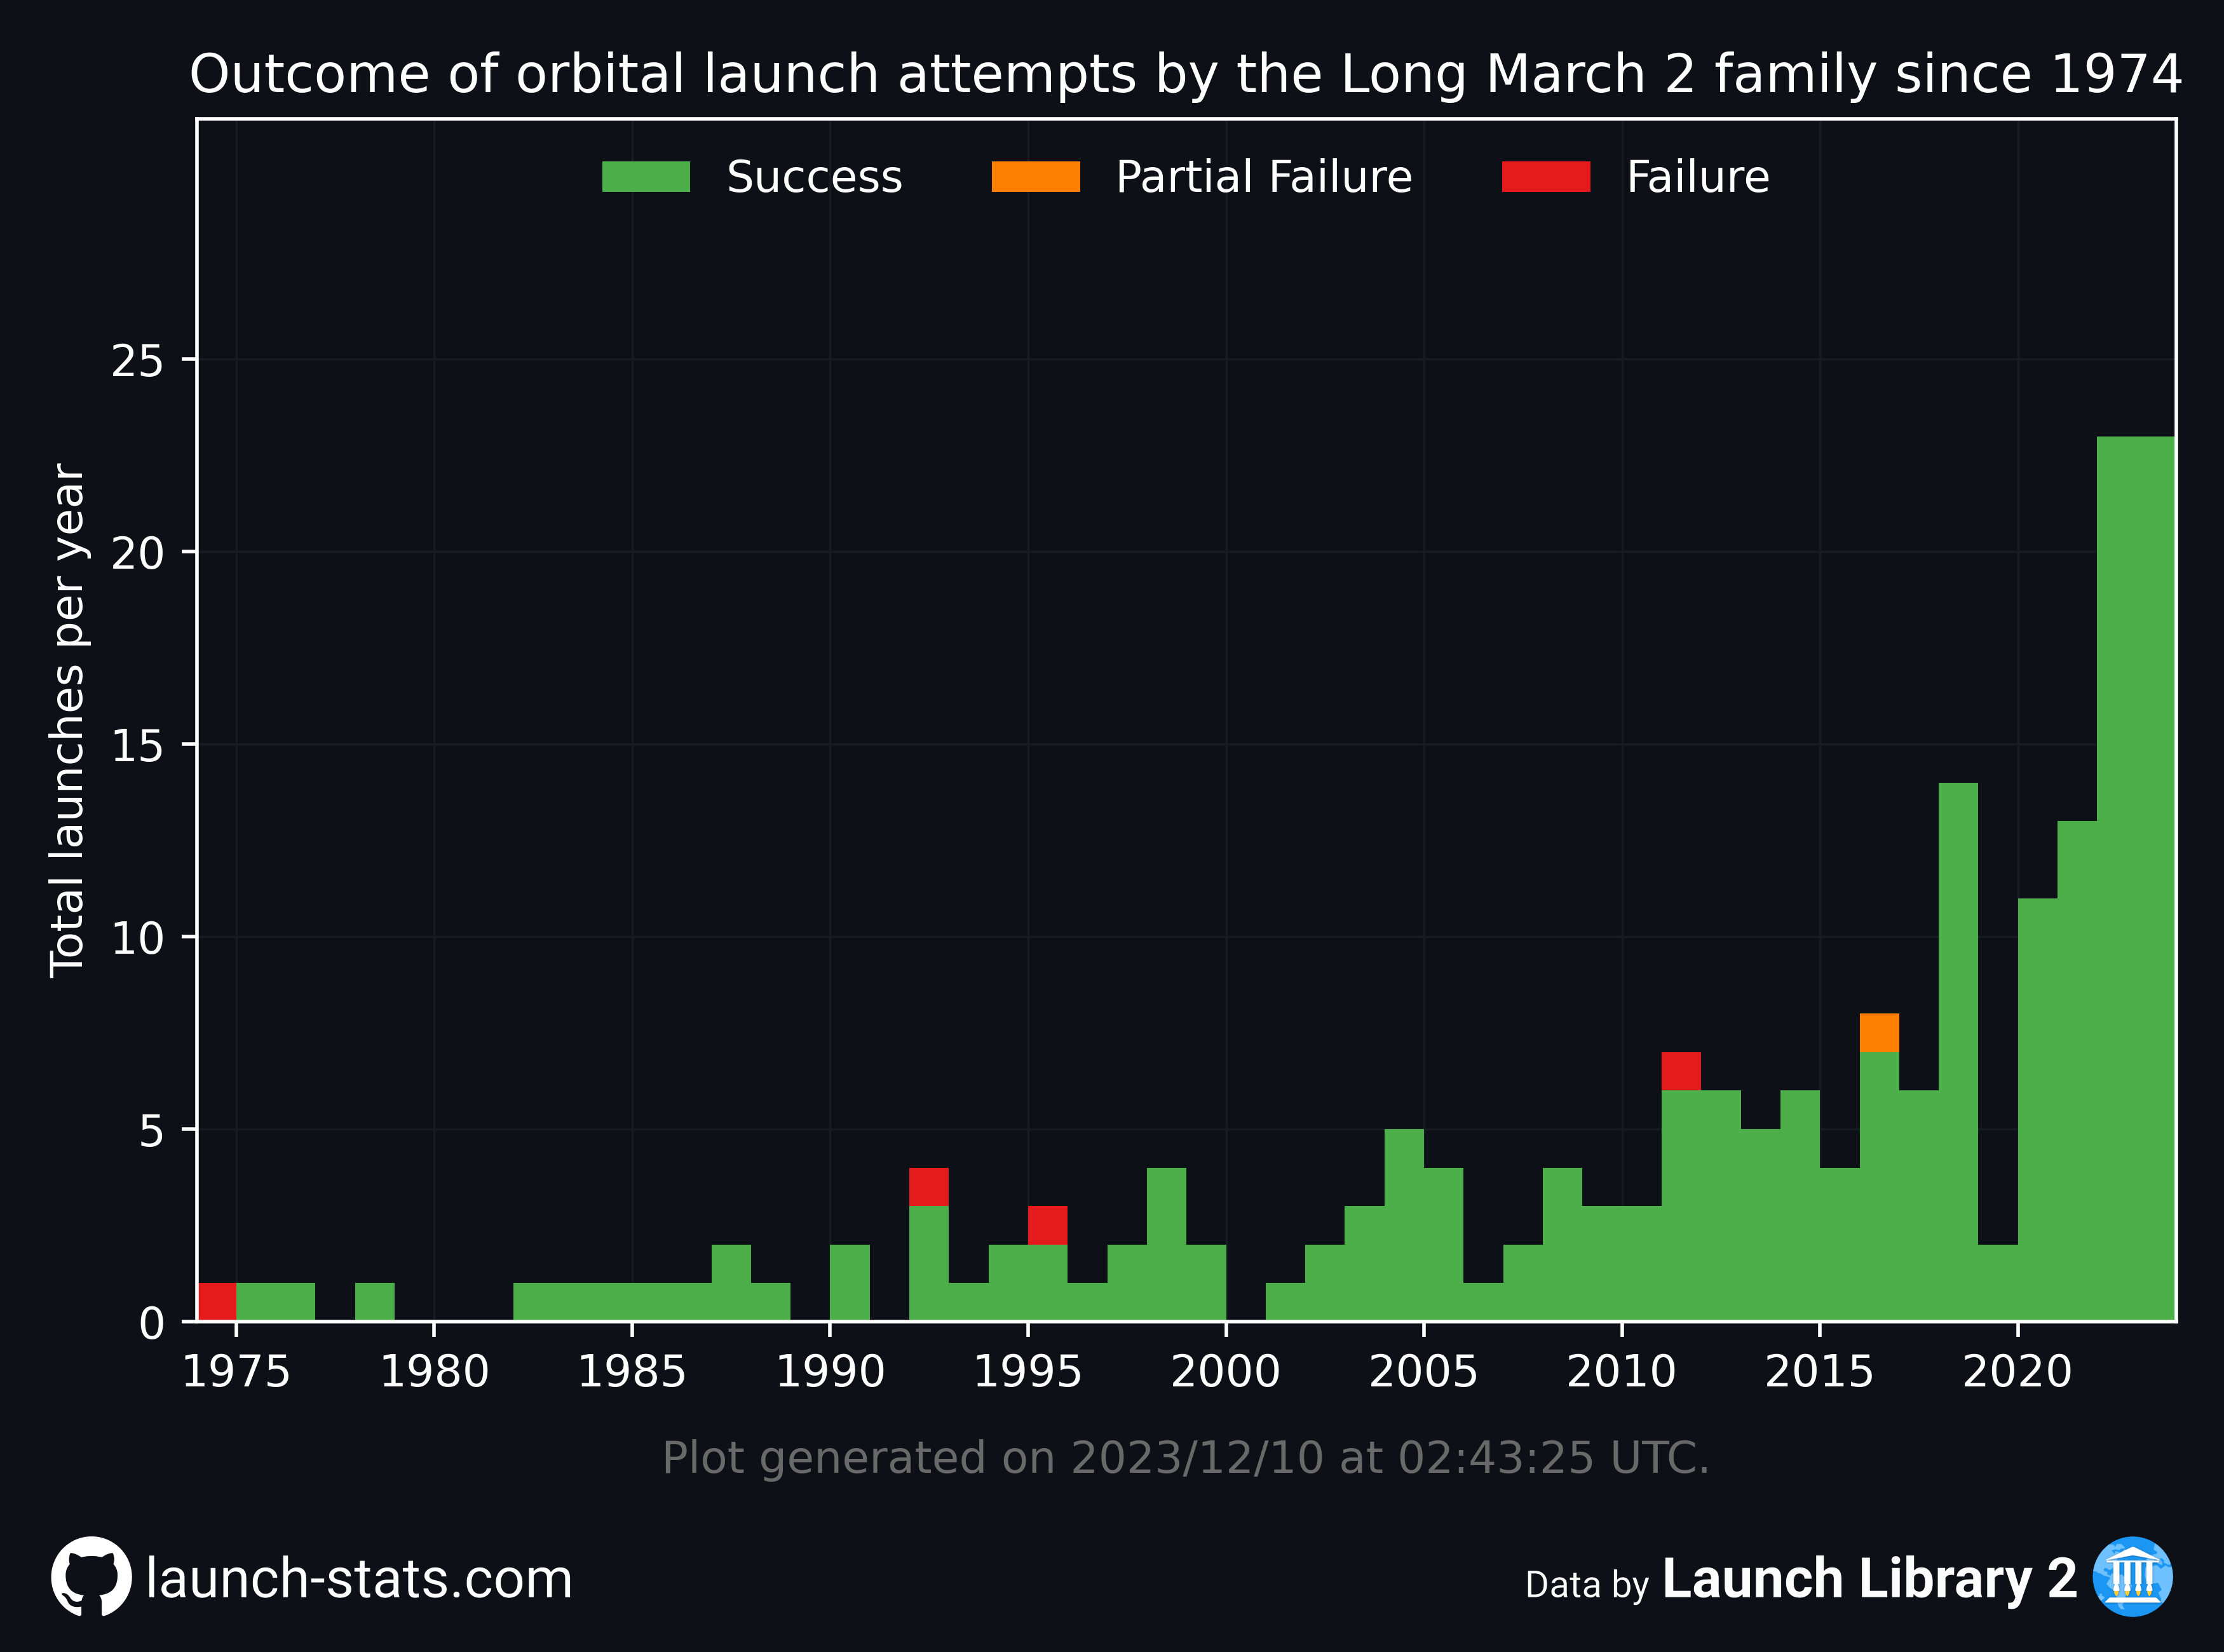 Outcome of orbital launch attempts by the Long March 2 family since 1974
Success Partial Failure Failure
Total launches per year
25
20
15
10
5
0
1975 1980 1985 1990 1995 2000 2005 2010 2015 2020
Plot generated on 2023/12/10 at 02:43:25 UTC.
launch-stats.com
Data by Launch Library 2